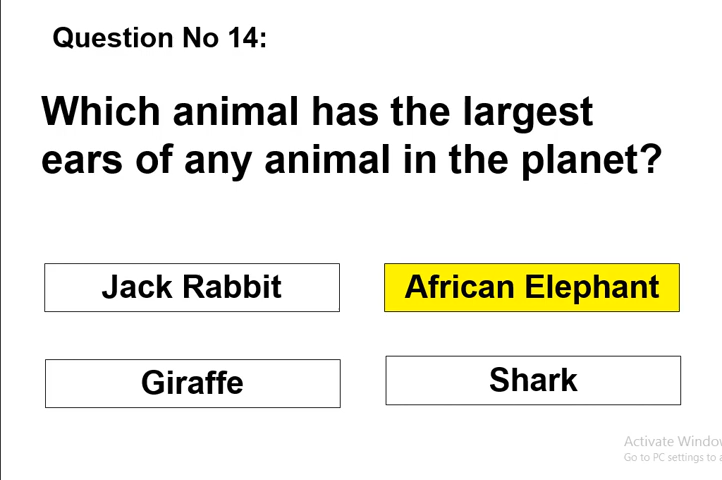 Question No 14:
Which animal has the largest
ears of any animal in the planet?
Jack Rabbit
African Elephant
Giraffe
Shark
Activate
Go to PC settings to